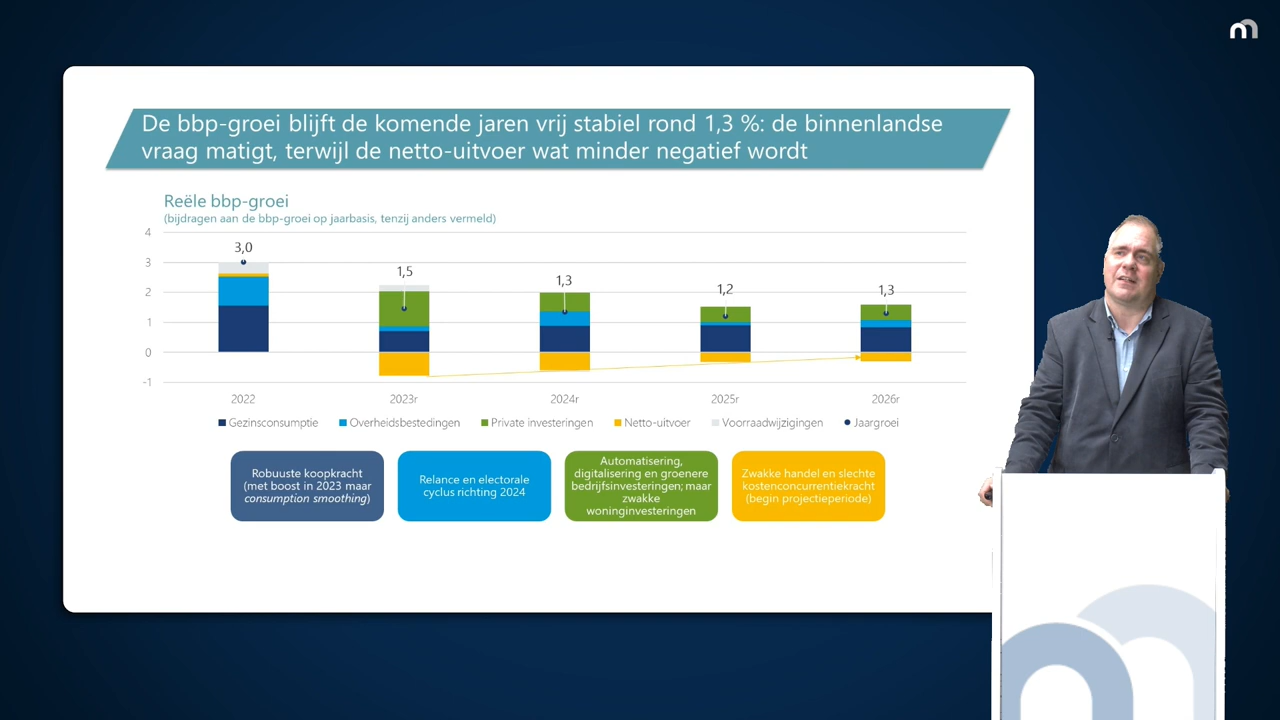 De bbp-groei blijft de komende jaren vrij stabiel rond 1,3 %: de binnenlandse
vraag matigt, terwijl de netto-uitvoer wat minder negatief wordt
Reële bbp-groei
(bijdragen aan de bbp-groei op jaarbasis, tenzij anders vermeld)
4
3
2
1
0
-1
3,0
1,5
1,3
1,2
1,3
2022 2023r 2024r 2025r 2026r
Gezinsconsumptie Overheidsbestedingen Private investeringen Netto-uitvoer Voorraadwijzigingen Jaargroei
Robuuste koopkracht
(met boost in 2023 maar
consumption smoothing)
Relance en electorale
cyclus richting 2024
Automatisering,
digitalisering en groenere
bedrijfsinvesteringen; maar
zwakke
woninginvesteringen
Zwakke handel en slechte
kostenconcurrentiekracht
(begin projectieperiode)